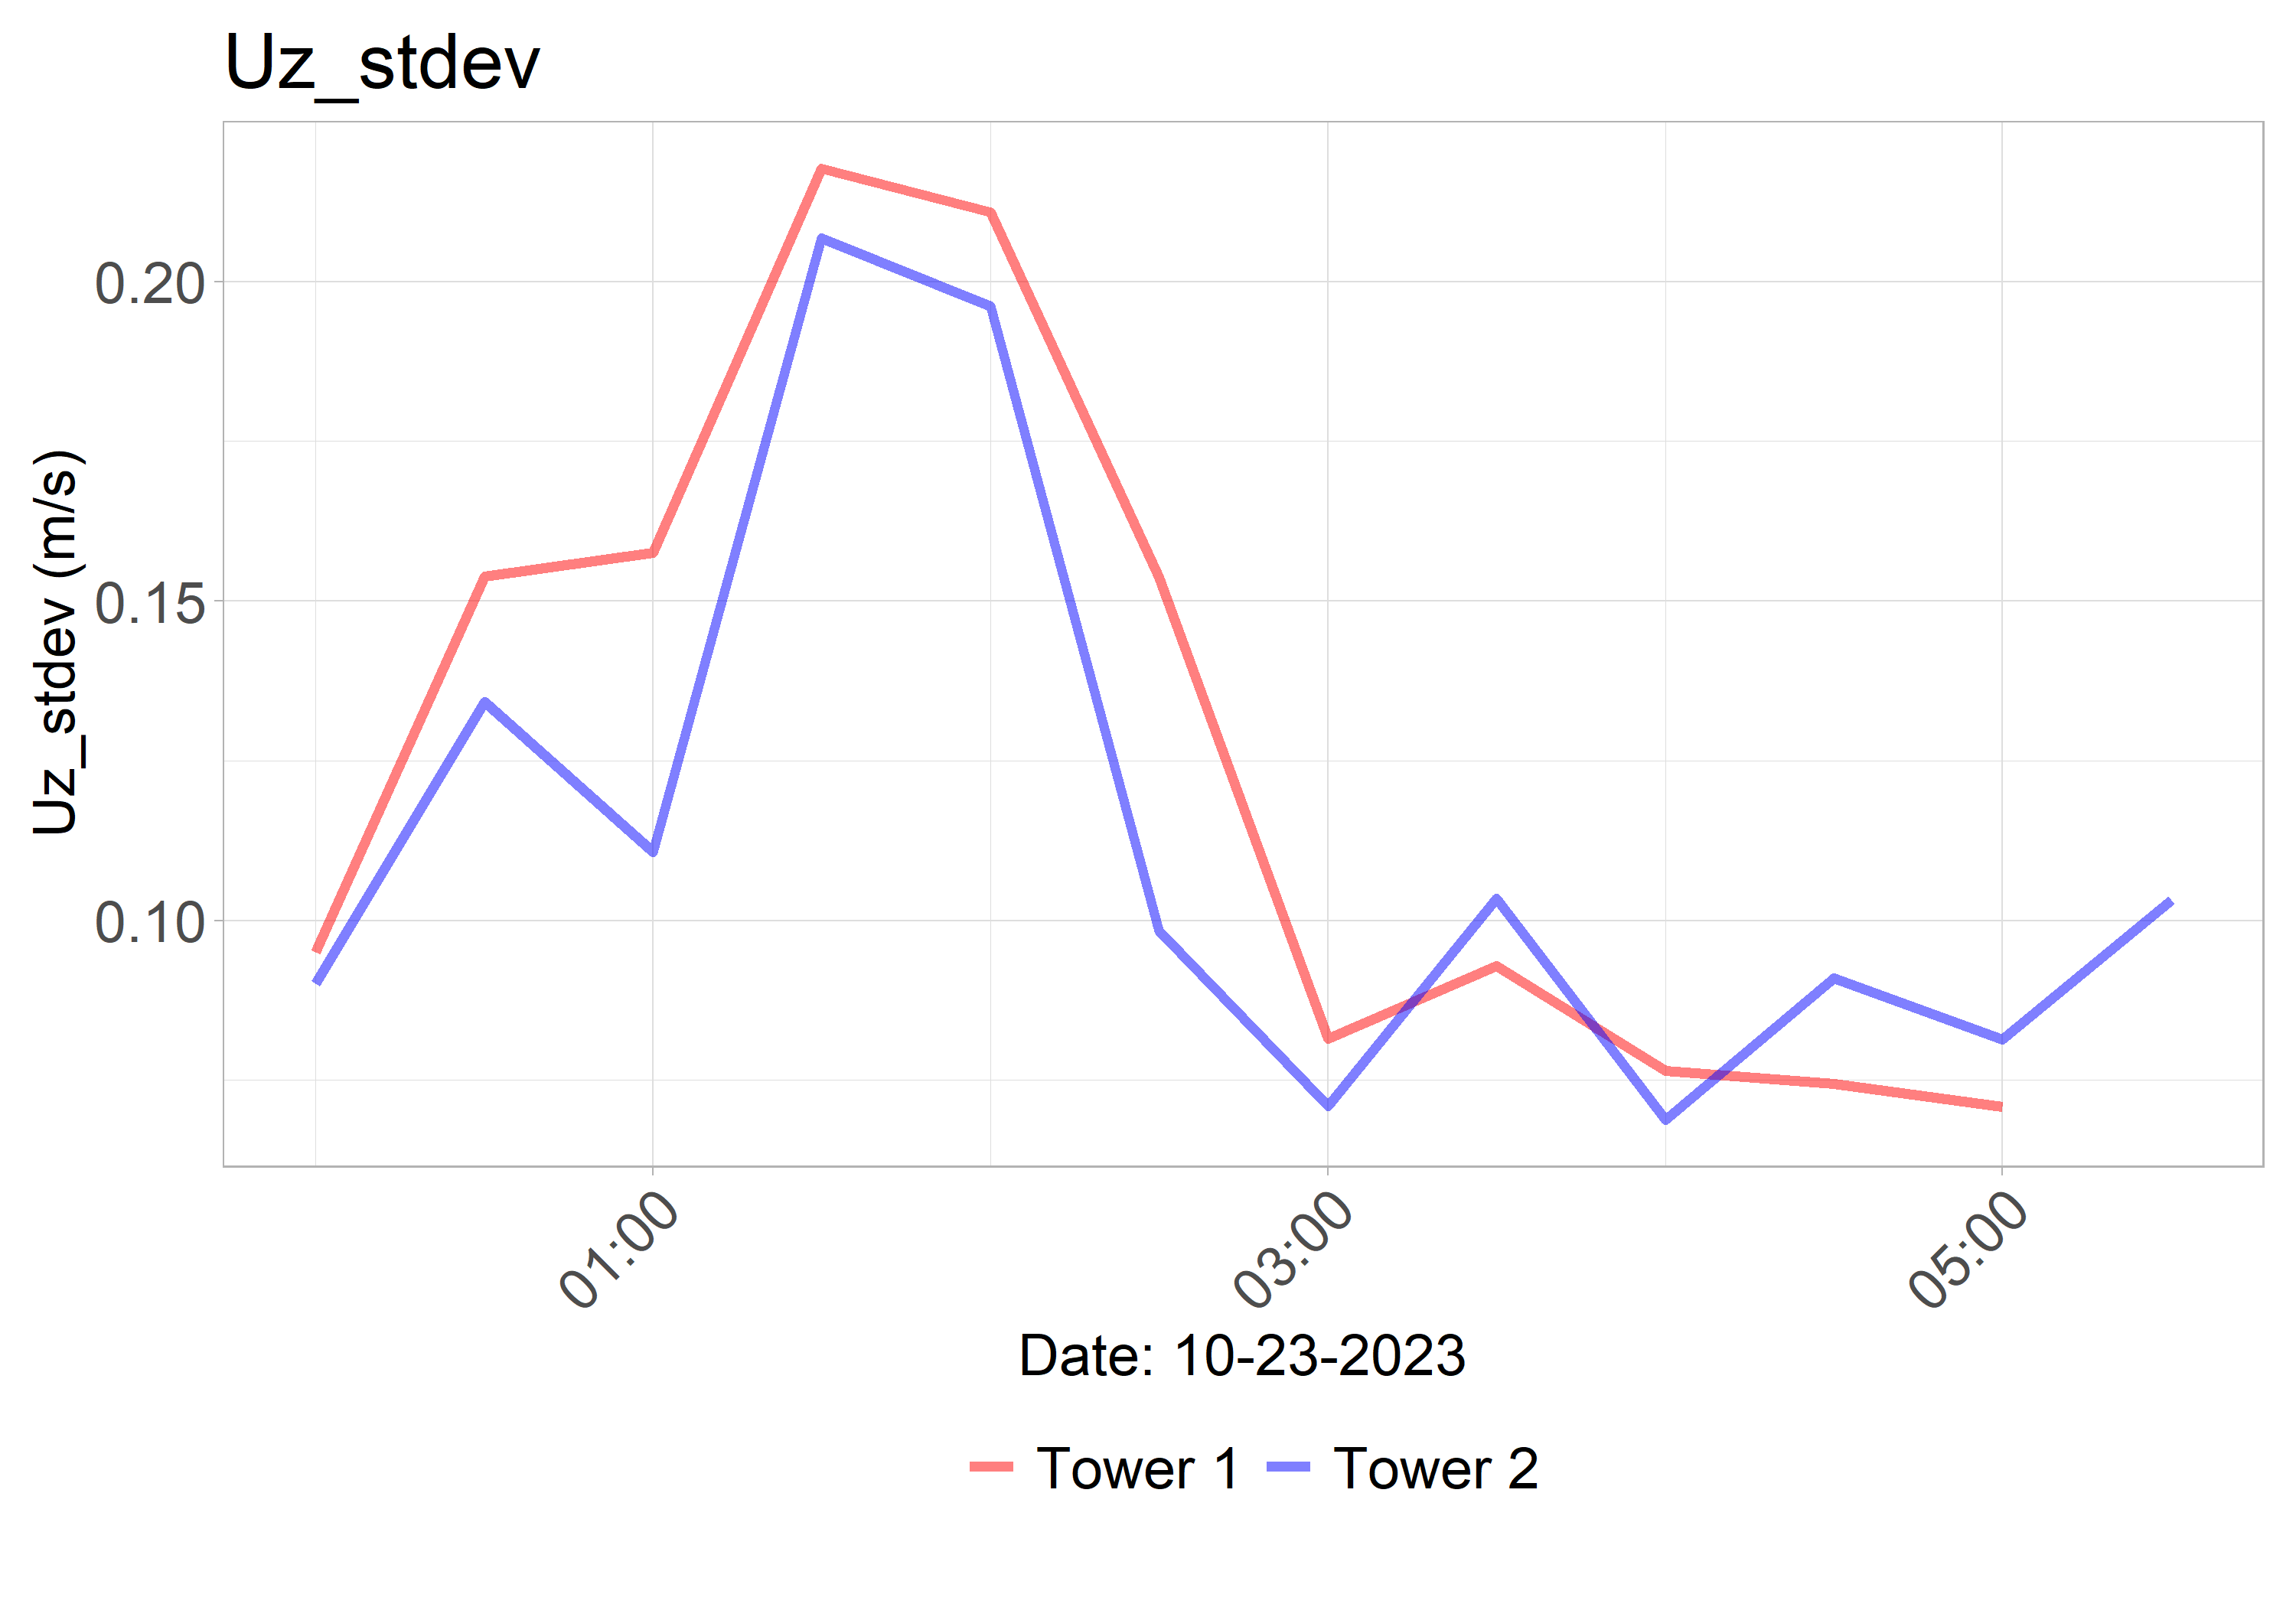 Uz_stdev
Uz_stdev (m/s)
0.20
0.15
0.10
01:00
03:00
05:00
Date: 10-23-2023
Tower 1
Tower 2